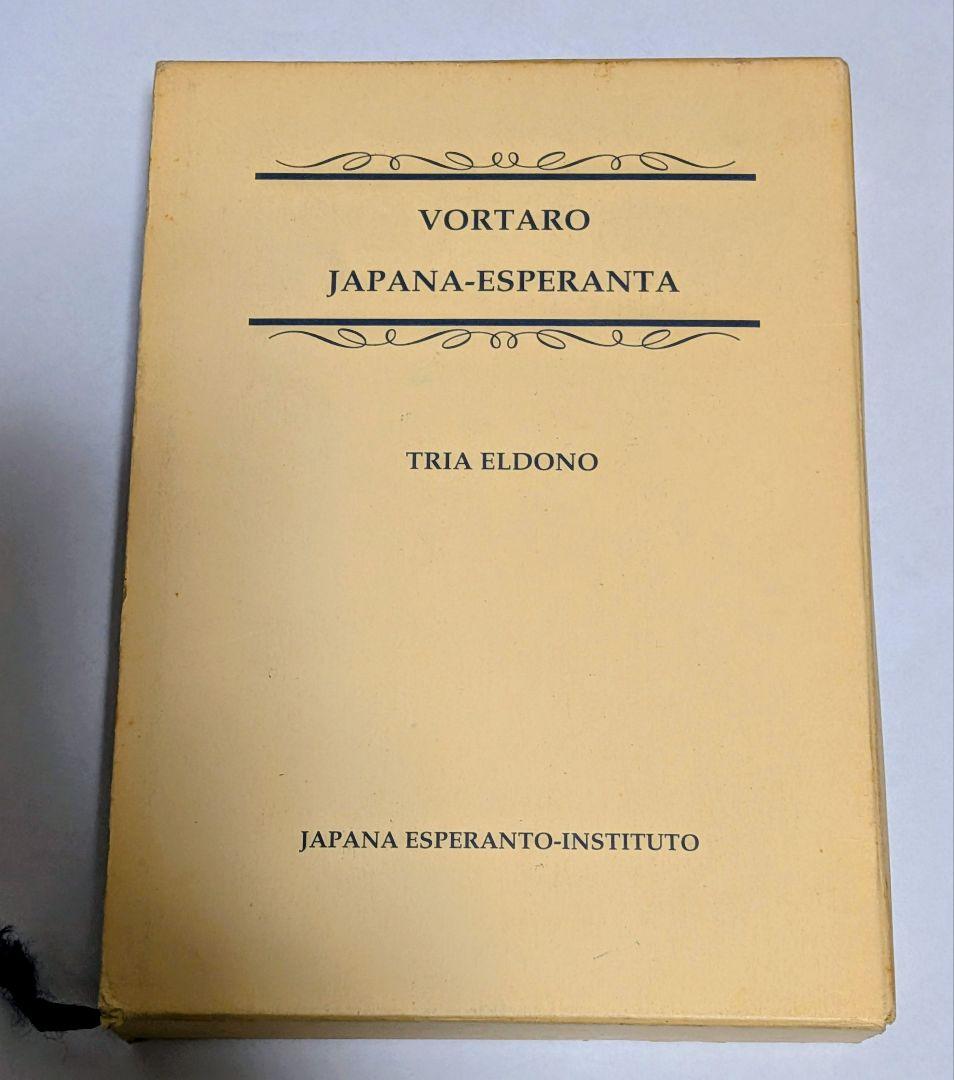 VORTARO
JAPANA-ESPERANTA
TRIA ELDONO
JAPANA ESPERANTO-INSTITUTO